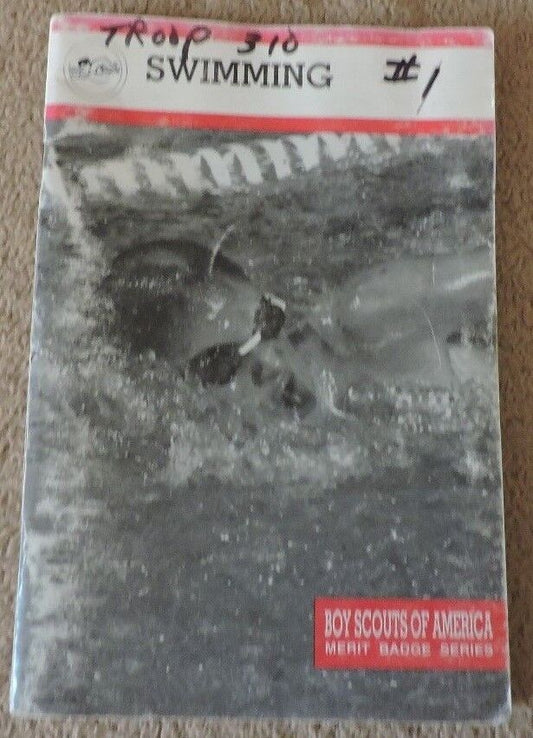 TROOP 310
SWIMMING #1
BOY SCOUTS OF AMERICA
MERIT BADGE SERIES